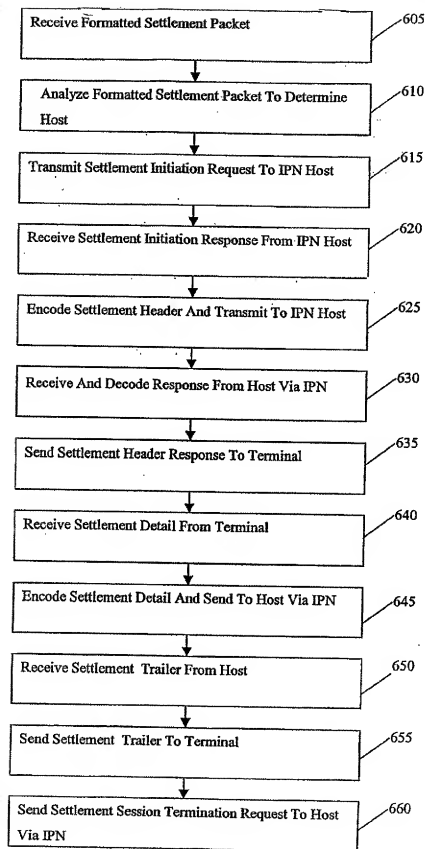 Receive Formatted Settlement Packet
605
Analyze Formatted Settlement Packet To Determine
Host
610
Transmit Settlement Initiation Request To IPN Host
615
Receive Settlement Initiation Response From IPN Host
620
Encode Settlement Header And Transmit To IPN Host
625
Receive And Decode Response From Host Via IPN
630
Send Settlement Header Response To Terminal
635
Receive Settlement Detail From Terminal
640
Encode Settlement Detail And Send To Host Via IPN
645
Receive Settlement Trailer From Host
650
Send Settlement Trailer To Terminal
655
Send Settlement Session Termination Request To Host
Via IPN
660